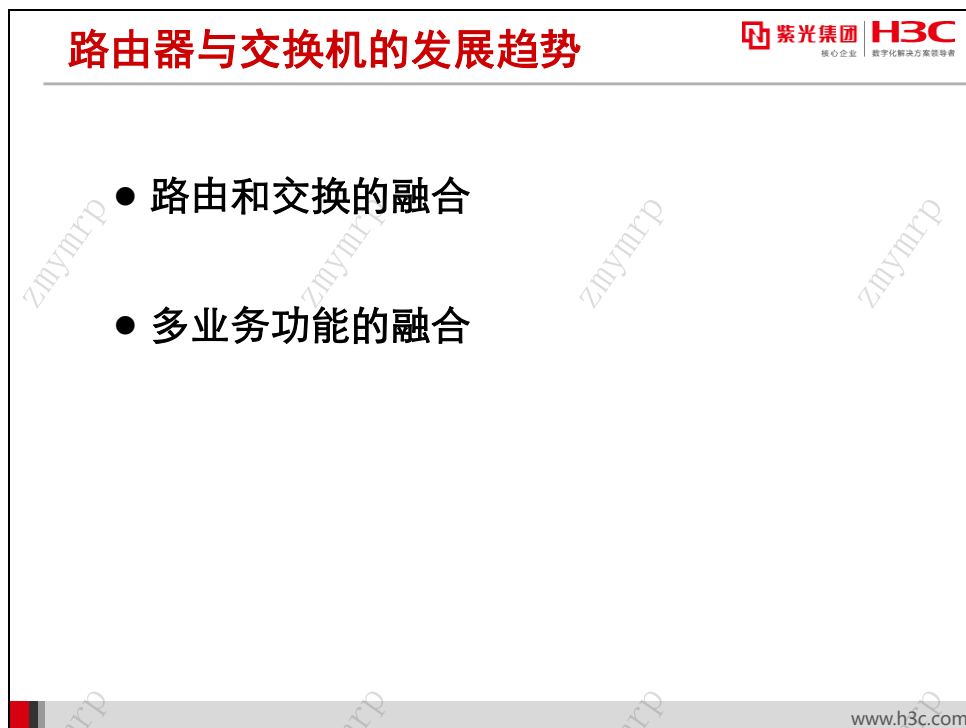 路由器与交换机的发展趋势
紫光集团
核心企业
H3C
数字化解决方案领导者
● 路由和交换的融合
zmymrp
zmymrp
zmymrp
zmymrp
● 多业务功能的融合
www.h3c.com